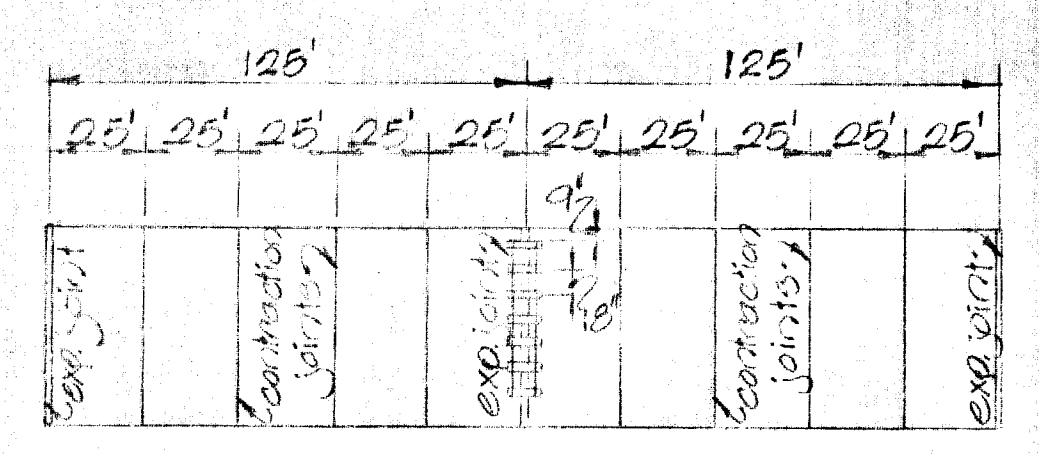 125' 125'
25' 25' 25' 25' 25' 25' 25' 25' 25' 25'
9"
18"
exp. joint
contraction
joints
exp. joint
contraction
joints
exp. joint